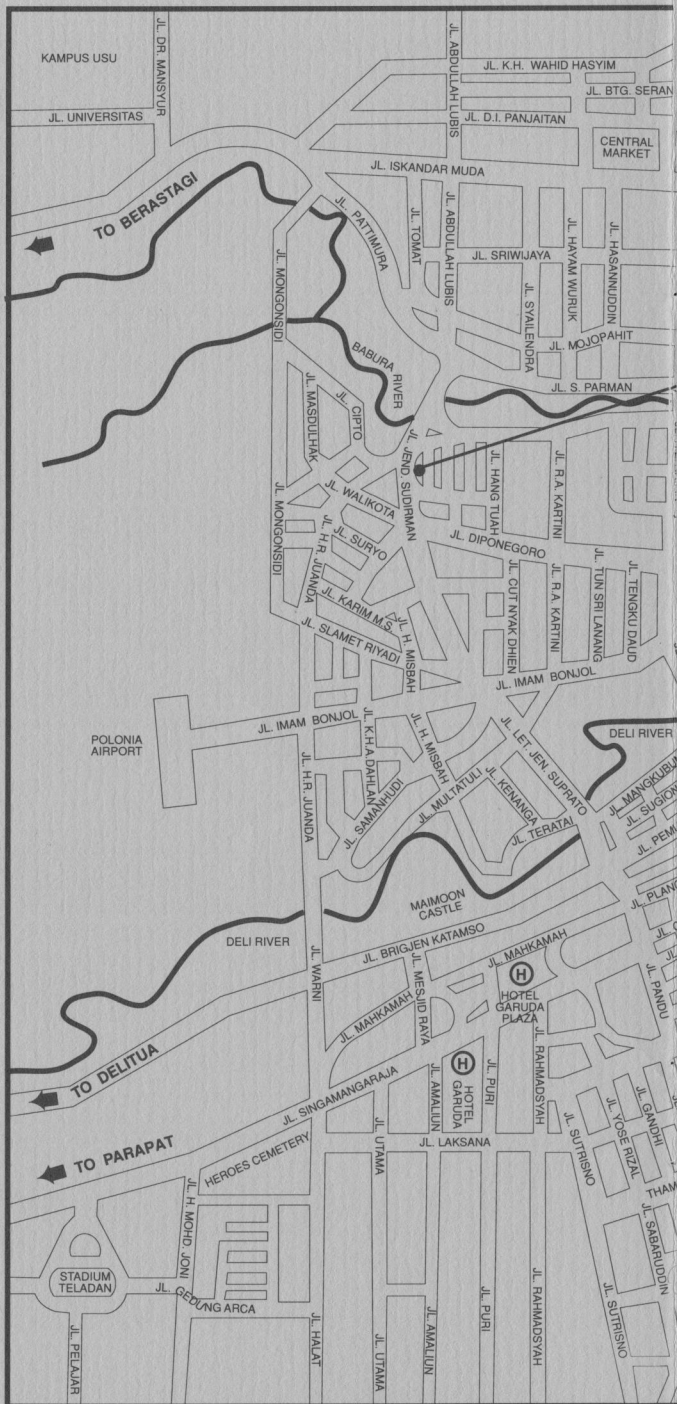 KAMPUS USU
JL. DR. MANSYUR
JL. UNIVERSITAS
JL. ABDULLAH LUBIS
JL. K.H. WAHID HASYIM
JL. BTG. SERAN
JL. D.I. PANJAITAN
CENTRAL
MARKET
JL. ISKANDAR MUDA
TO BERASTAGI
JL. PATTIMURA
JL. TOMAT
JL. ABDULLAH LUBIS
JL. HAYAM WURUK
JL. HASANNUDDIN
JL. SRIWIJAYA
JL. MONGONSIDI
JL. SYAILENDRA
JL. MOJOPAHIT
BABURA
RIVER
JL. S. PARMAN
JL. MASDULHAK
JL. CIPTO
JL. JEND. SUDIRMAN
JL. HANG TUAH
JL. R.A. KARTINI
JL. WALIKOTA
JL. MONGONSIDI
JL. SURYO
JL. H.R. JUANDA
JL. DIPONEGORO
JL. KARIM M.S.
JL. CUT NYAK DHIEN
JL. R.A. KARTINI
JL. TUN SRI LANANG
JL. TENGKU DAUD
JL. SLAMET RIYADI
JL. H. MISBAH
JL. IMAM BONJOL
JL. IMAM BONJOL
POLONIA
AIRPORT
JL. K.H.A. DAHLAN
JL. H. MISBAH
JL. LET. JEN. SUPRATO
DELI RIVER
JL. H.R. JUANDA
JL. SAMANHUDI
JL. MULTATULI
JL. KENANGA
JL. TERATAI
JL. MANGKUBUM
JL. SUGION
JL. PEMU
MAIMOON
CASTLE
JL. PLANG
DELI RIVER
JL. BRIGJEN KATAMSO
JL. WARNI
JL. MAHKAMAH
JL. MESJID RAYA
H
HOTEL
GARUDA
PLAZA
JL. PANDU
JL. MAHKAMAH
TO DELITUA
JL. SINGAMANGARAJA
H
HOTEL
GARUDA
JL. AMALIUN
JL. PURI
JL. RAHMADSYAH
JL. UTAMA
JL. LAKSANA
JL. SUTRISNO
JL. YOSE RIZAL
JL. GANDHI
TO PARAPAT
HEROES CEMETERY
THAM
JL. H. MOHD. JONI
JL. SABARUDDIN
STADIUM
TELADAN
JL. GEDUNG ARCA
JL. PELAJAR
JL. HALAT
JL. UTAMA
JL. AMALIUN
JL. PURI
JL. RAHMADSYAH
JL. SUTRISNO